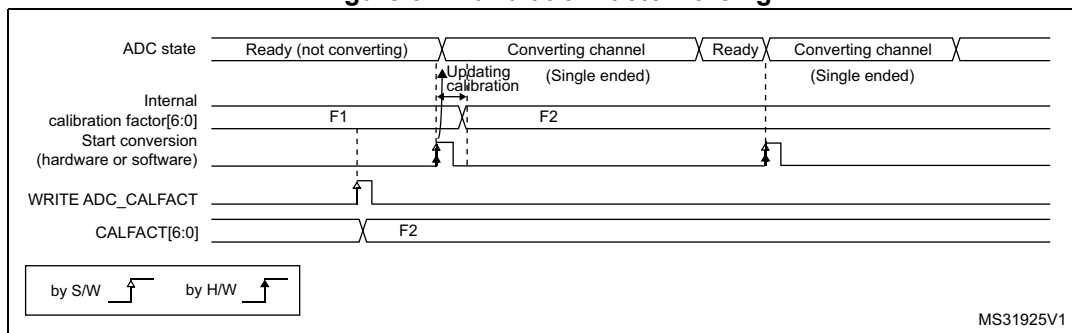 ADC state
Ready (not converting)
Converting channel
Ready
Converting channel
Updating
calibration
(Single ended)
(Single ended)
Internal
calibration factor[6:0]
F1
F2
Start conversion
(hardware or software)
WRITE ADC_CALFACT
CALFACT[6:0]
F2
by S/W
by H/W
MS31925V1